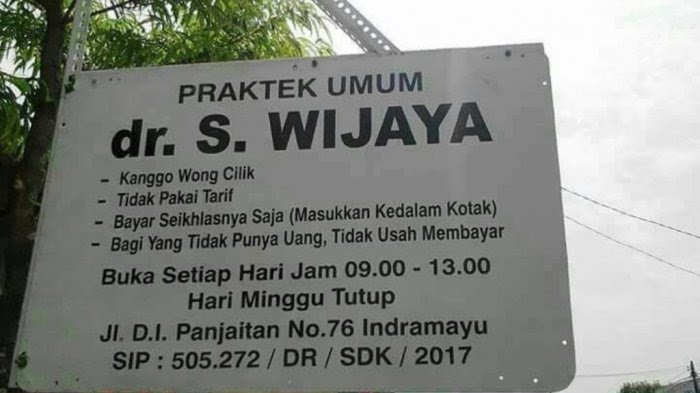 PRAKTEK UMUM
dr. S. WIJAYA
- Kanggo Wong Cilik
- Tidak Pakai Tarif
- Bayar Seikhlasnya Saja (Masukkan Kedalam Kotak)
- Bagi Yang Tidak Punya Uang, Tidak Usah Membayar
Buka Setiap Hari Jam 09.00 - 13.00
Hari Minggu Tutup
Jl. D.I. Panjaitan No.76 Indramayu
SIP : 505.272 / DR / SDK / 2017